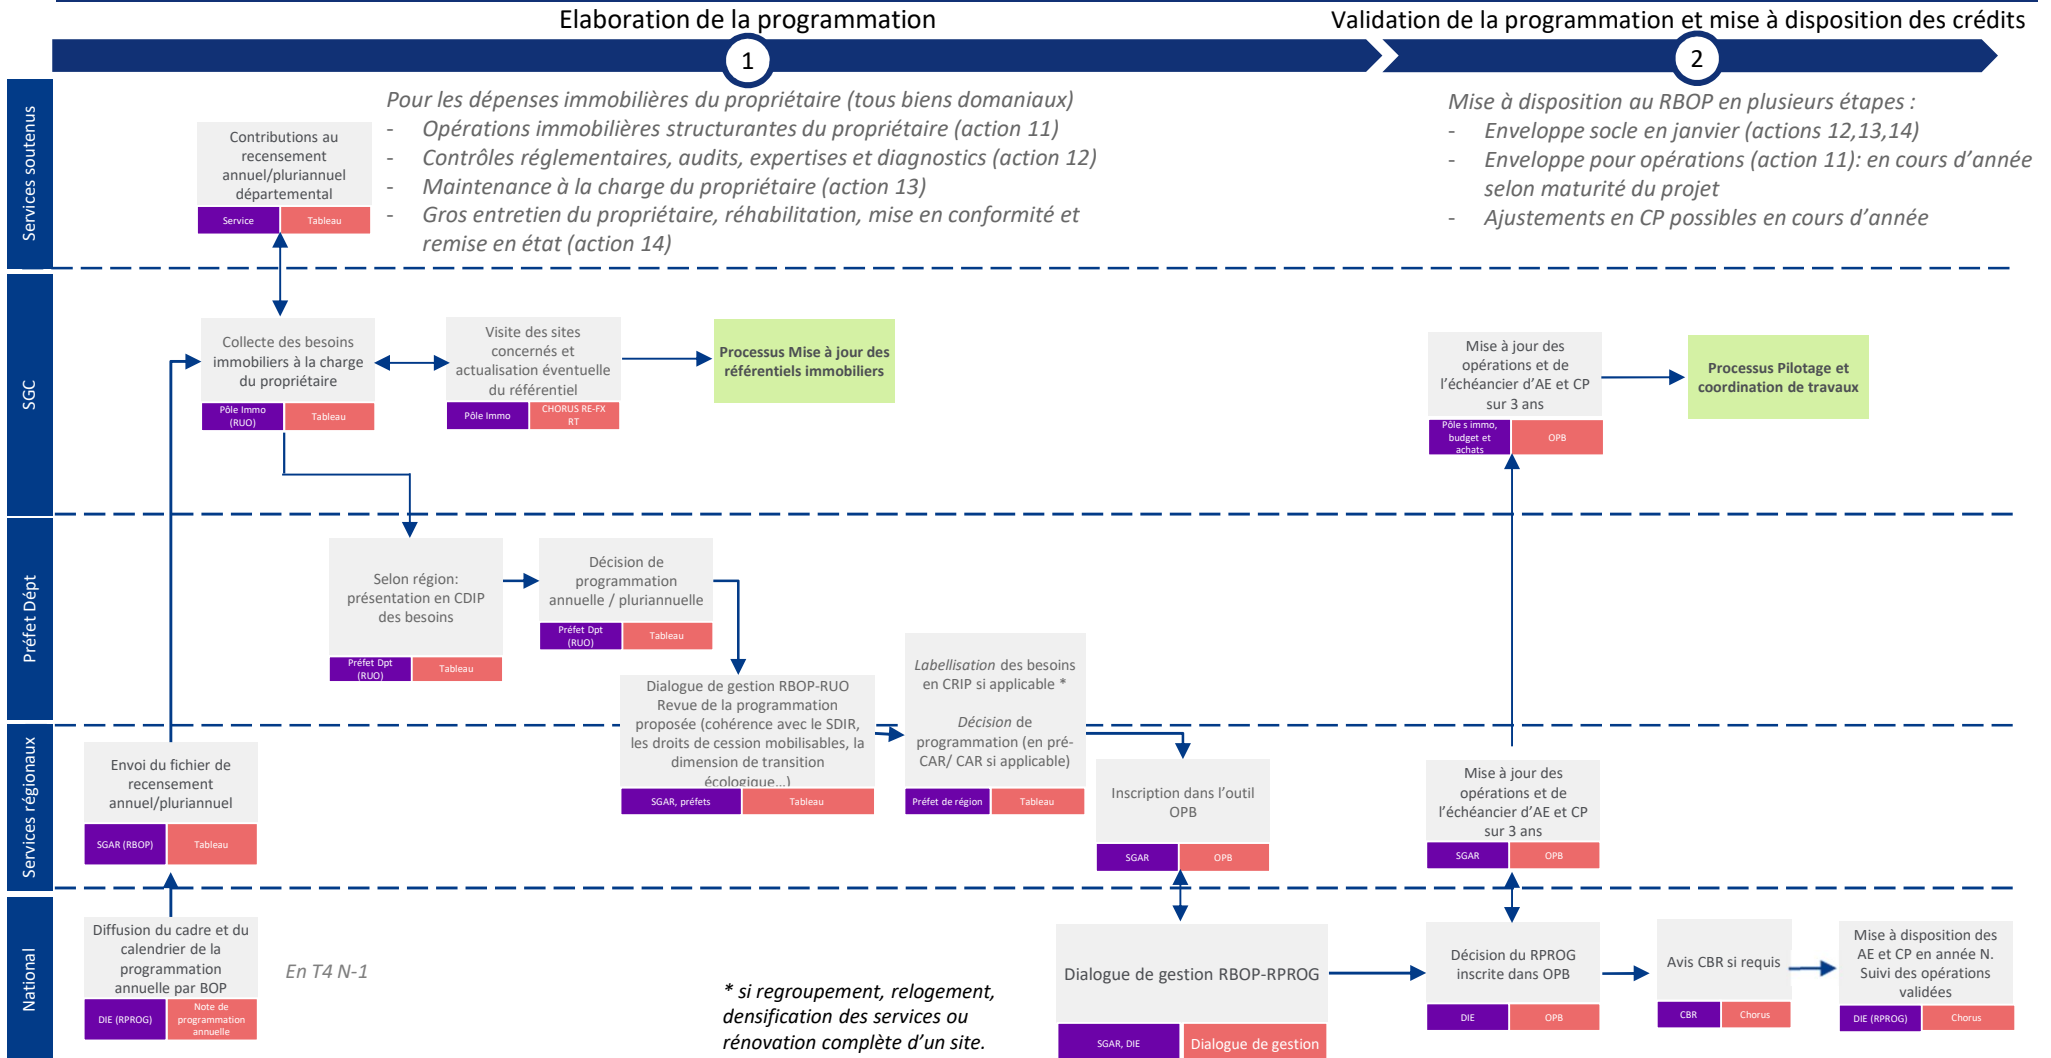 Elaboration de la programmation
Validation de la programmation et mise à disposition des crédits
1
2
Services soutenus
Contributions au
recensement
annuel/pluriannuel
départemental
Service
Tableau
Pour les dépenses immobilières du propriétaire (tous biens domaniaux)
- Opérations immobilières structurantes du propriétaire (action 11)
- Contrôles réglementaires, audits, expertises et diagnostics (action 12)
- Maintenance à la charge du propriétaire (action 13)
- Gros entretien du propriétaire, réhabilitation, mise en conformité et
remise en état (action 14)
Mise à disposition au RBOP en plusieurs étapes :
- Enveloppe socle en janvier (actions 12,13,14)
- Enveloppe pour opérations (action 11): en cours d’année
selon maturité du projet
- Ajustements en CP possibles en cours d’année
SGC
Collecte des besoins
immobiliers à la charge
du propriétaire
Pôle Immo
(RUO)
Tableau
Visite des sites
concernés et
actualisation éventuelle
du référentiel
Pôle Immo
CHORUS RE-FX
RT
Processus Mise à jour des
référentiels immobiliers
Mise à jour des
opérations et de
l’échéancier d’AE et CP
sur 3 ans
Pôle s immo,
budget et
achats
OPB
Processus Pilotage et
coordination de travaux
Préfet Dépt
Selon région:
présentation en CDIP
des besoins
Préfet Dpt
(RUO)
Tableau
Décision de
programmation
annuelle / pluriannuelle
Préfet Dpt
(RUO)
Tableau
Dialogue de gestion RBOP-RUO
Revue de la programmation
proposée (cohérence avec le SDIR,
les droits de cession mobilisables, la
dimension de transition
écologique…)
SGAR, préfets
Tableau
Labellisation des besoins
en CRIP si applicable *
Décision de
programmation (en pré-
CAR/ CAR si applicable)
Préfet de région
Tableau
Services régionaux
Envoi du fichier de
recensement
annuel/pluriannuel
SGAR (RBOP)
Tableau
Inscription dans l’outil
OPB
SGAR
OPB
Mise à jour des
opérations et de
l’échéancier d’AE et CP
sur 3 ans
SGAR
OPB
National
Diffusion du cadre et du
calendrier de la
programmation
annuelle par BOP
DIE (RPROG)
Note de
programmation
annuelle
En T4 N-1
* si regroupement, relogement,
densification des services ou
rénovation complète d’un site.
Dialogue de gestion RBOP-RPROG
SGAR, DIE
Dialogue de gestion
Décision du RPROG
inscrite dans OPB
DIE
OPB
Avis CBR si requis
CBR
Chorus
Mise à disposition des
AE et CP en année N.
Suivi des opérations
validées
DIE (RPROG)
Chorus